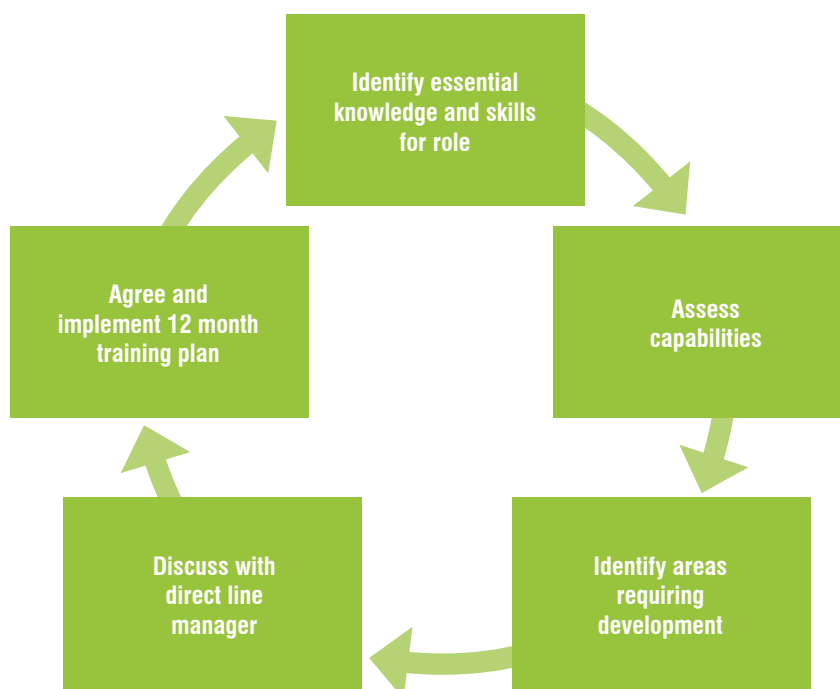 Identify essential
knowledge and skills
for role
Assess
capabilities
Identify areas
requiring
development
Discuss with
direct line
manager
Agree and
implement 12 month
training plan